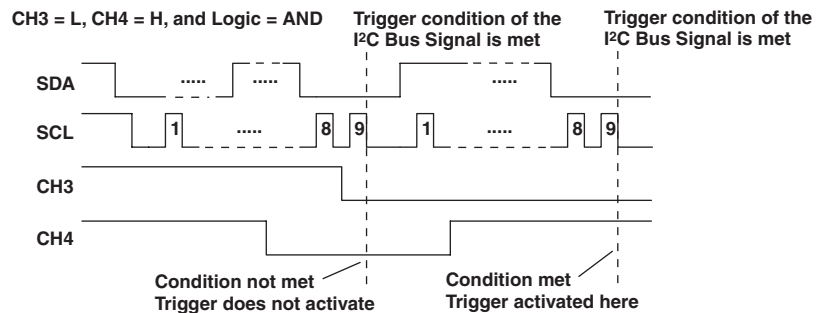 CH3 = L, CH4 = H, and Logic = AND
Trigger condition of the
I²C Bus Signal is met
Trigger condition of the
I²C Bus Signal is met
SDA ..... ..... .....
SCL 1 ..... 8 9 1 ..... 8 9
CH3
CH4
Condition not met
Trigger does not activate
Condition met
Trigger activated here